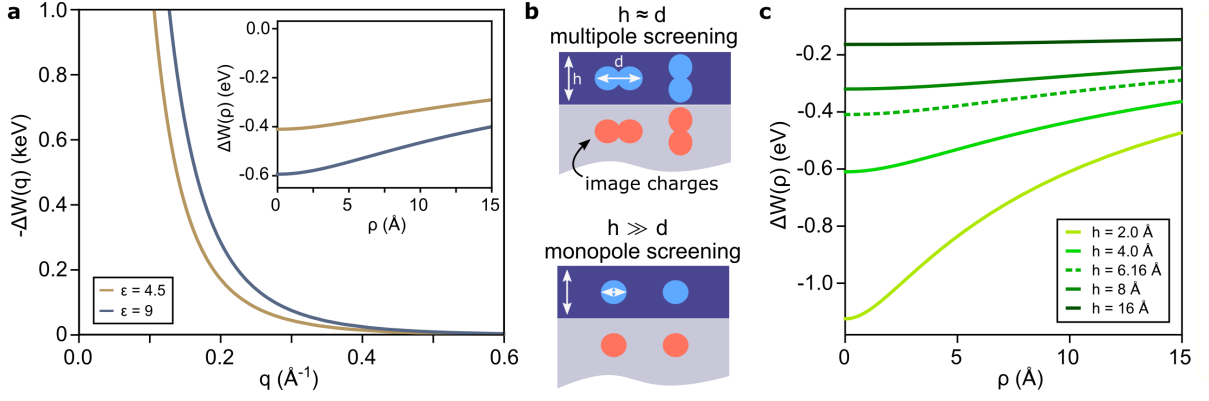 a
-ΔW(q) (keV)
1.0
0.8
0.6
0.4
0.2
0
0.0
0.2
0.4
0.6
q (Å⁻¹)
ε = 4.5
ε = 9
ΔW(ρ) (eV)
0.0
-0.2
-0.4
-0.6
0
5
10
15
ρ (Å)
b
h ≈ d
multipole screening
h
d
image charges
h ≫ d
monopole screening
c
ΔW(ρ) (eV)
-0.2
-0.4
-0.6
-0.8
-1.0
0
5
10
15
ρ (Å)
h = 2.0 Å
h = 4.0 Å
h = 6.16 Å
h = 8 Å
h = 16 Å